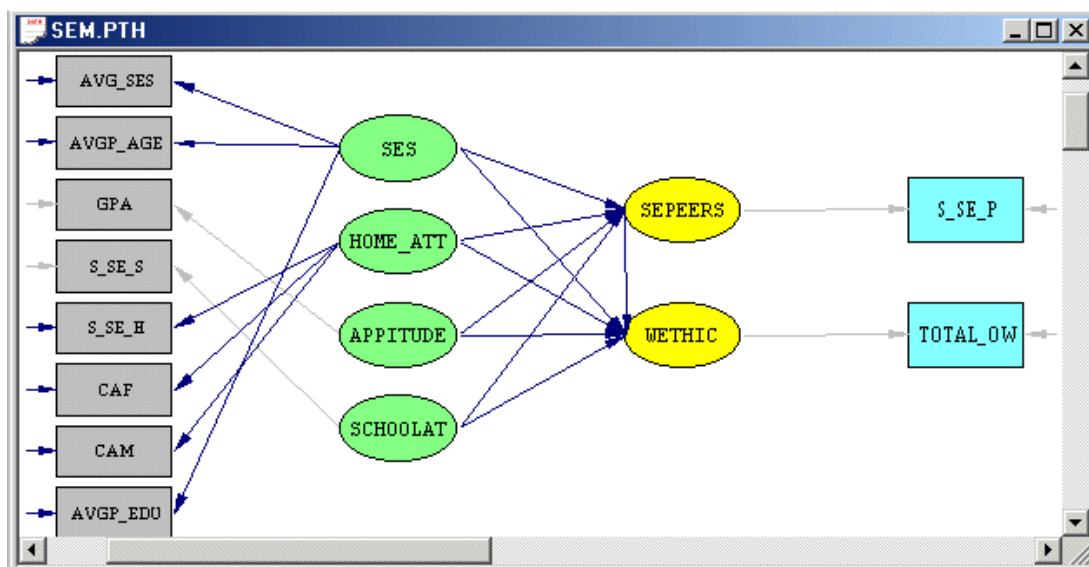 SEM.PTH
AVG_SES
AVGP_AGE
GPA
S_SE_S
S_SE_H
CAF
CAM
AVGP_EDU
SES
HOME_ATT
APPITUDE
SCHOOLAT
SEPEERS
WETHIC
S_SE_P
TOTAL_OW